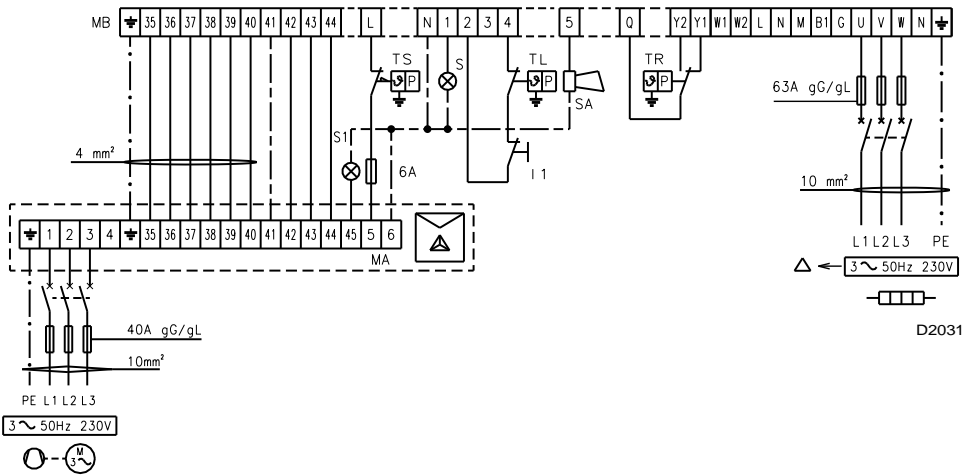 MB 35 36 37 38 39 40 41 42 43 44 L N 1 2 3 4 5 Q Y2 Y1 W1 W2 L N M B1 G U V W N
TS S TL TR
ϑ P ϑ P ϑ P
SA
63A gG/gL
S1
6A
I1
4 mm²
10 mm²
1 2 3 4 35 36 37 38 39 40 41 42 43 44 45 5 6
MA
L1 L2 L3 PE
3 ~ 50Hz 230V
D2031
40A gG/gL
10mm²
PE L1 L2 L3
3 ~ 50Hz 230V
M
3 ~